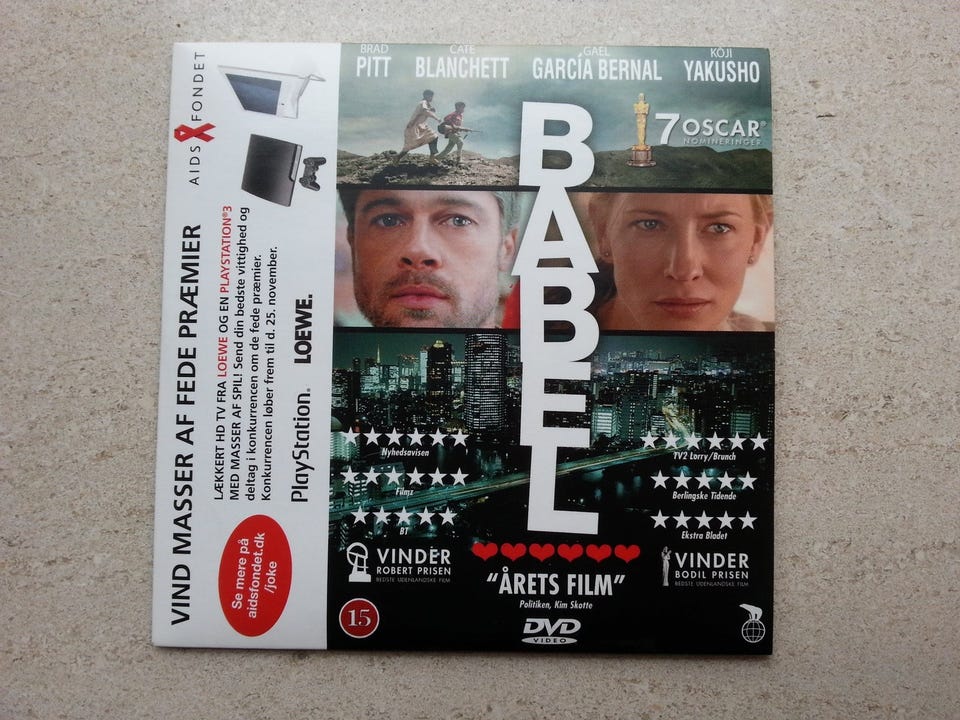 AIDS FONDET
VIND MASSER AF FEDE PRÆMIER
LÆKKERT HD TV FRA LOEWE OG EN PLAYSTATION®3
MED MASSER AF SPIL! Send din bedste vittighed og
deltag i konkurrencen om de fede præmier.
Konkurrencen løber frem til d. 25. november.
PlayStation® LOEWE.
Se mere på
aidsfondet.dk
/joke
BRAD
PITT
CATE
BLANCHETT
GAEL
GARCÍA BERNAL
KÔJI
YAKUSHO
7 OSCAR®
NOMINERINGER
BABEL
Nyhedsavisen
Filmz
BT
TV2 Lorry/Brunch
Berlingske Tidende
Ekstra Bladet
VINDER
ROBERT PRISEN
BEDSTE UDENLANDSKE FILM
VINDER
BODIL PRISEN
BEDSTE UDENLANDSKE FILM
"ÅRETS FILM"
Politiken, Kim Skotte
15
DVD
VIDEO